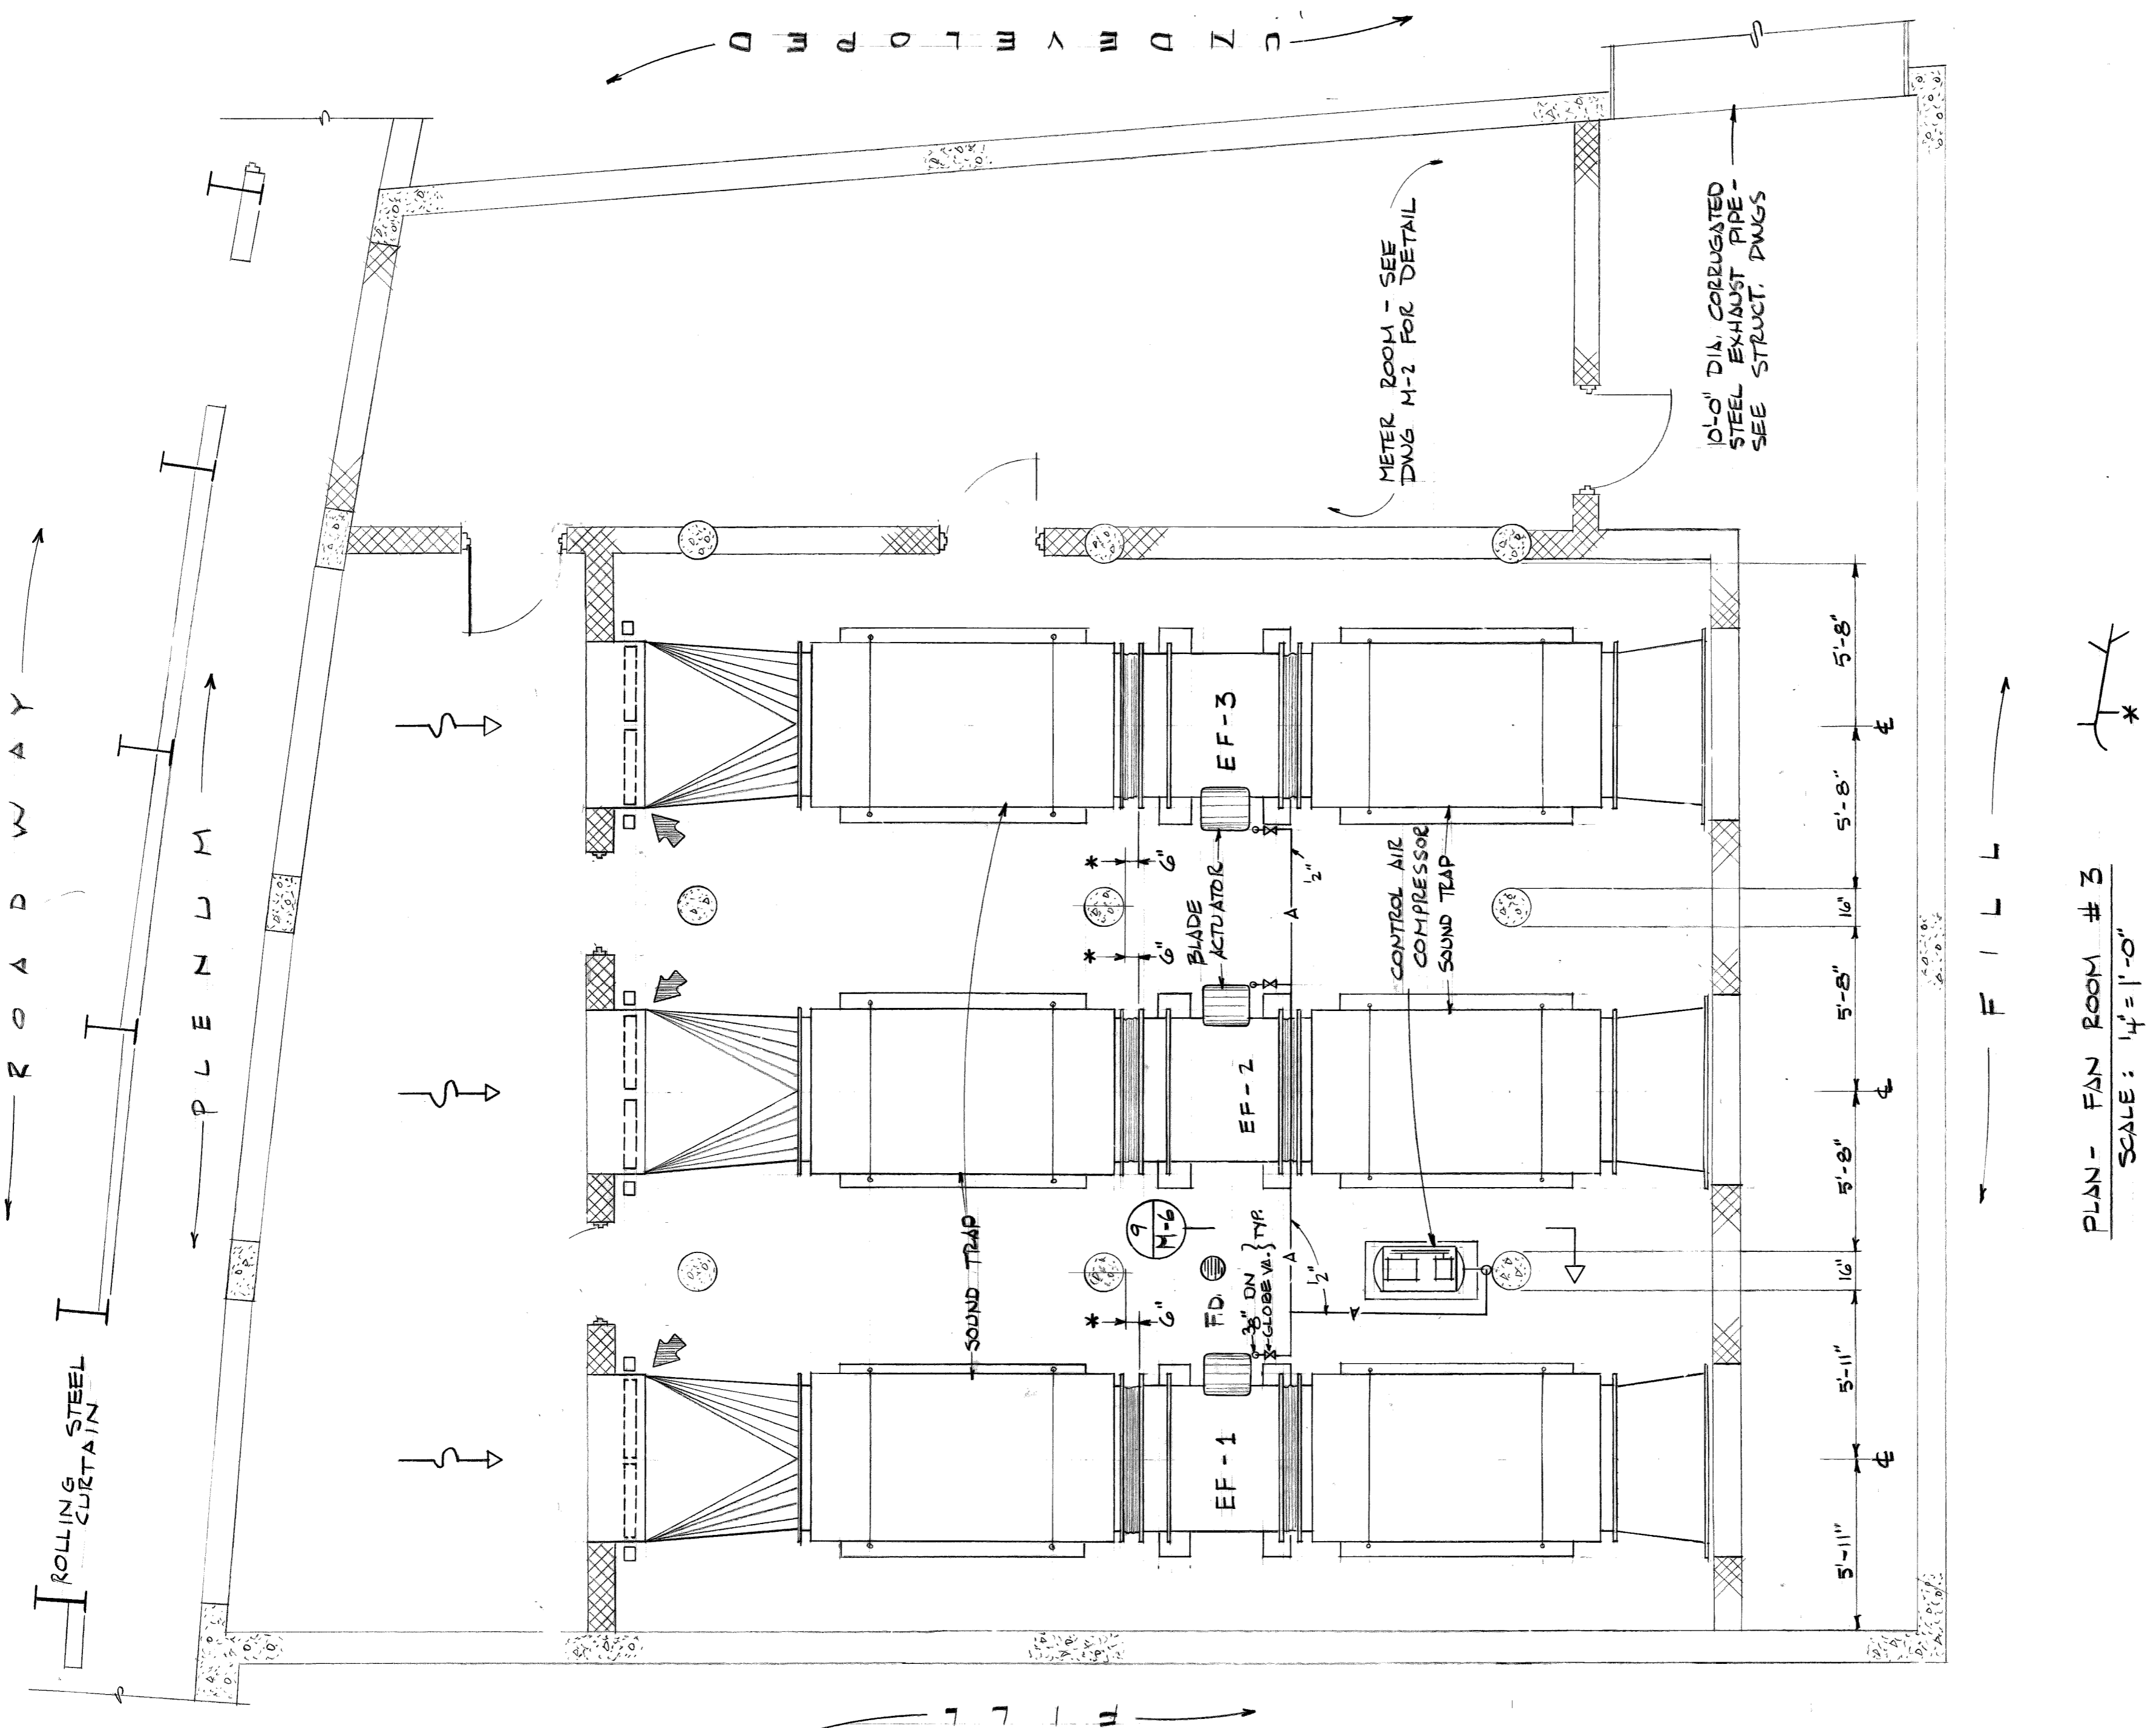 UNDEVELOPED
ROADWAY
PLENUM
ROLLING STEEL
CURTAIN
METER ROOM - SEE
DWG M-2 FOR DETAIL
10'-0" DIA. CORRUGATED
STEEL EXHAUST PIPE -
SEE STRUCT. DWGS
EF-3
EF-2
EF-1
BLADE
ACTUATOR
CONTROL AIR
COMPRESSOR
SOUND TRAP
SOUND TRAP
* 6"
* 6"
* 6"
1/2"
1/2"
A
A
A
9
M-6
F.D.
3/8" DN
GLOBE VA. } TYP.
5'-11"
℄
5'-11"
16"
5'-8"
℄
5'-8"
16"
5'-8"
℄
5'-8"
FILL
FILL
*
PLAN - FAN ROOM #3
SCALE: 1/4" = 1'-0"